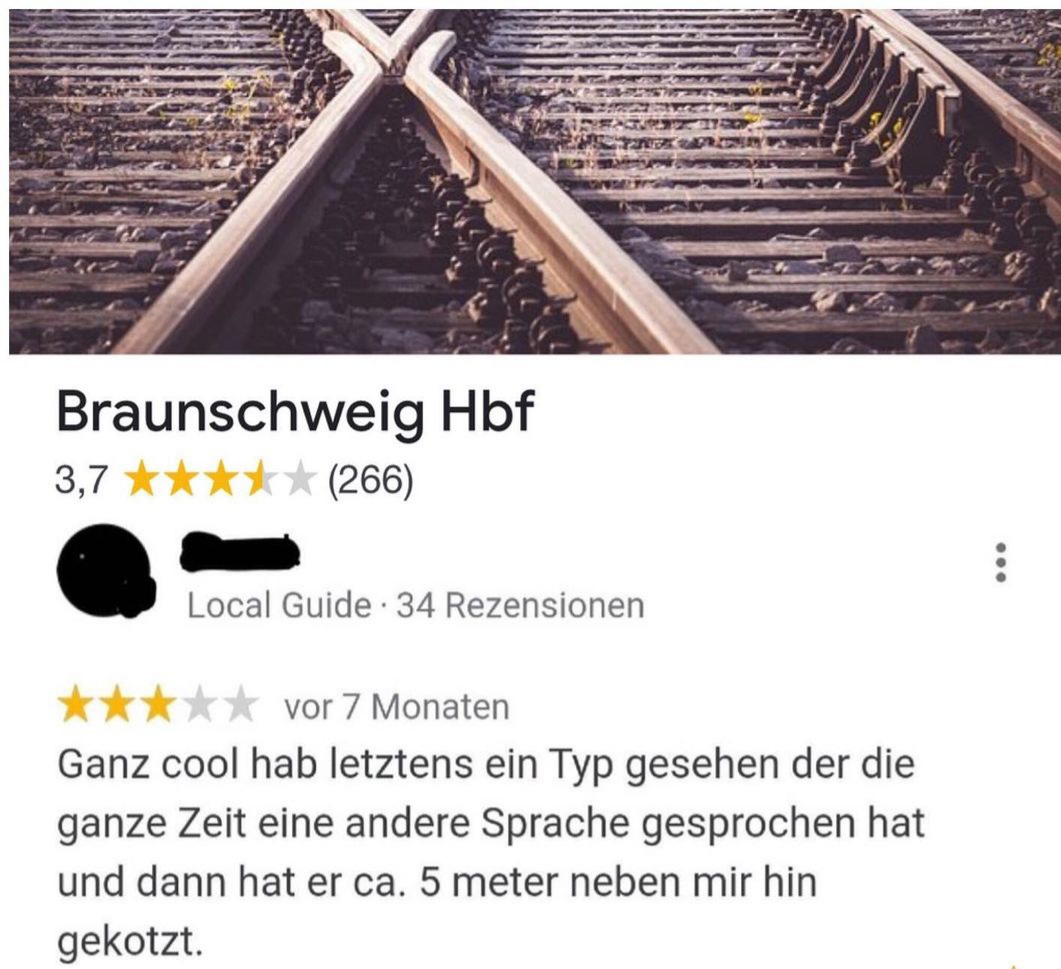 Braunschweig Hbf
3,7 (266)
Local Guide · 34 Rezensionen
vor 7 Monaten
Ganz cool hab letztens ein Typ gesehen der die
ganze Zeit eine andere Sprache gesprochen hat
und dann hat er ca. 5 meter neben mir hin
gekotzt.